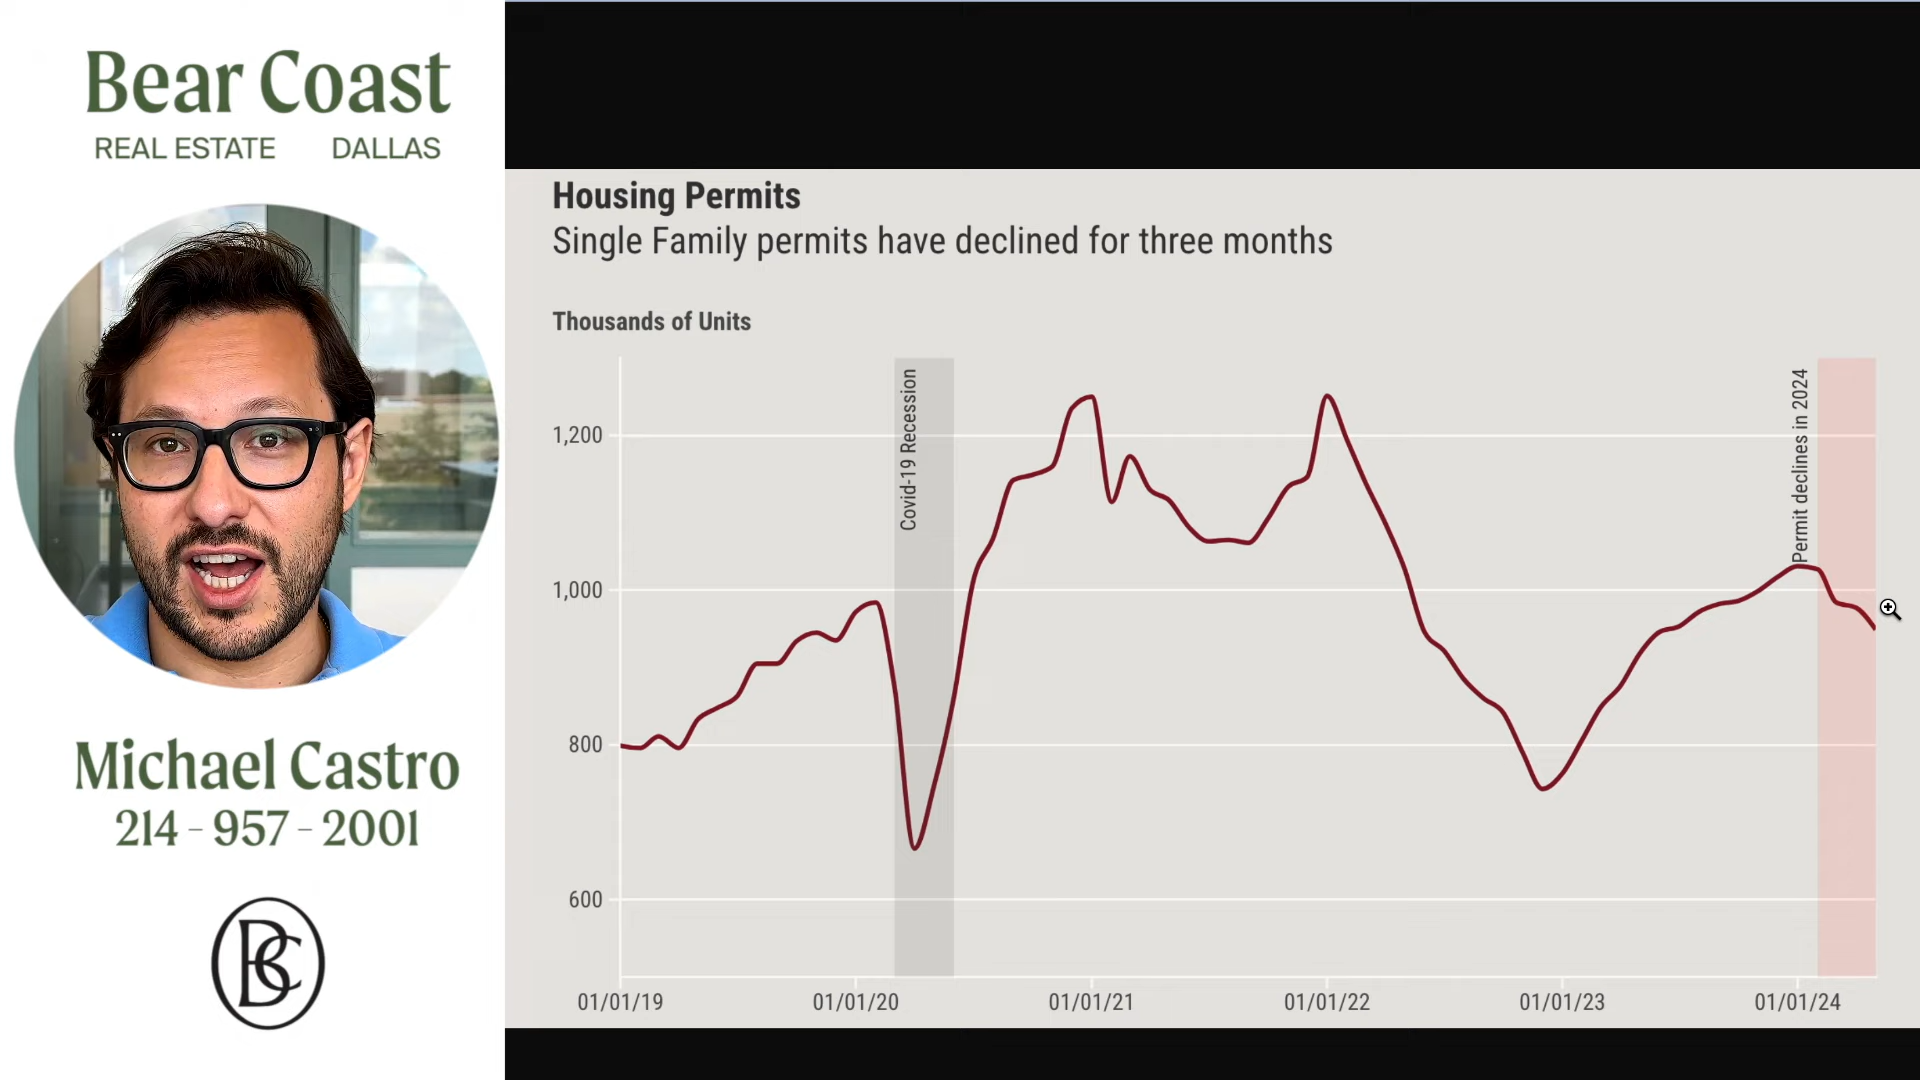 Bear Coast
REAL ESTATE DALLAS
Michael Castro
214 - 957 - 2001
BC
Housing Permits
Single Family permits have declined for three months
Thousands of Units
1,200
1,000
800
600
Covid-19 Recession
Permit declines in 2024
01/01/19
01/01/20
01/01/21
01/01/22
01/01/23
01/01/24